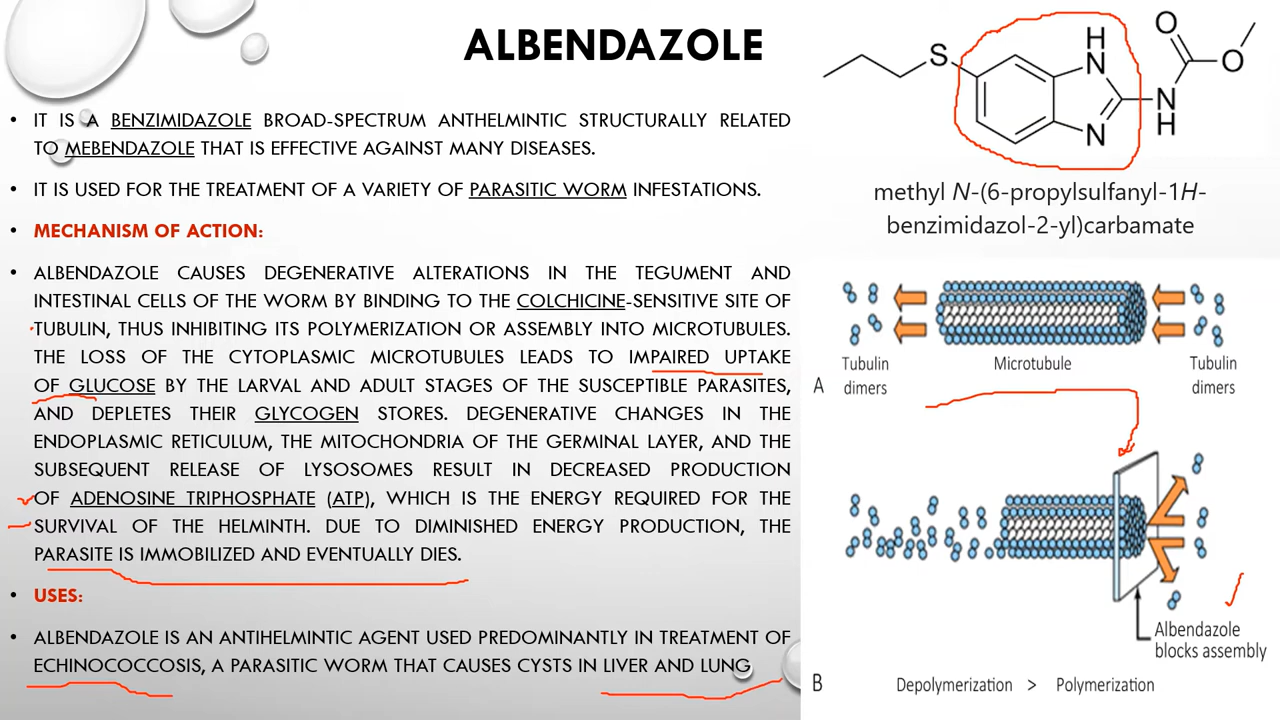 ALBENDAZOLE
• IT IS A BENZIMIDAZOLE BROAD-SPECTRUM ANTHELMINTIC STRUCTURALLY RELATED
TO MEBENDAZOLE THAT IS EFFECTIVE AGAINST MANY DISEASES.
• IT IS USED FOR THE TREATMENT OF A VARIETY OF PARASITIC WORM INFESTATIONS.
• MECHANISM OF ACTION:
• ALBENDAZOLE CAUSES DEGENERATIVE ALTERATIONS IN THE TEGUMENT AND
INTESTINAL CELLS OF THE WORM BY BINDING TO THE COLCHICINE-SENSITIVE SITE OF
TUBULIN, THUS INHIBITING ITS POLYMERIZATION OR ASSEMBLY INTO MICROTUBULES.
THE LOSS OF THE CYTOPLASMIC MICROTUBULES LEADS TO IMPAIRED UPTAKE
OF GLUCOSE BY THE LARVAL AND ADULT STAGES OF THE SUSCEPTIBLE PARASITES,
AND DEPLETES THEIR GLYCOGEN STORES. DEGENERATIVE CHANGES IN THE
ENDOPLASMIC RETICULUM, THE MITOCHONDRIA OF THE GERMINAL LAYER, AND THE
SUBSEQUENT RELEASE OF LYSOSOMES RESULT IN DECREASED PRODUCTION
OF ADENOSINE TRIPHOSPHATE (ATP), WHICH IS THE ENERGY REQUIRED FOR THE
SURVIVAL OF THE HELMINTH. DUE TO DIMINISHED ENERGY PRODUCTION, THE
PARASITE IS IMMOBILIZED AND EVENTUALLY DIES.
• USES:
• ALBENDAZOLE IS AN ANTIHELMINTIC AGENT USED PREDOMINANTLY IN TREATMENT OF
ECHINOCOCCOSIS, A PARASITIC WORM THAT CAUSES CYSTS IN LIVER AND LUNG
S
H
N
N
N
H
O
O
methyl N-(6-propylsulfanyl-1H-
benzimidazol-2-yl)carbamate
Tubulin
dimers
Microtubule
Tubulin
dimers
A
Albendazole
blocks assembly
B
Depolymerization > Polymerization